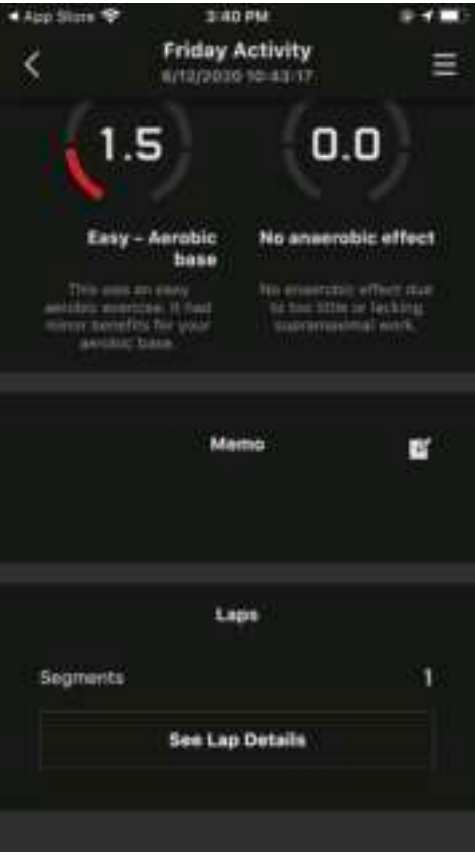 App Store
3:40 PM
Friday Activity
6/12/2020 10:43:17
1.5
0.0
Easy – Aerobic
base
No anaerobic effect
This was an easy
aerobic exercise. It had
minor benefits for your
aerobic base.
No anaerobic effect due
to too little or lacking
supramaximal work.
Memo
Laps
Segments
1
See Lap Details